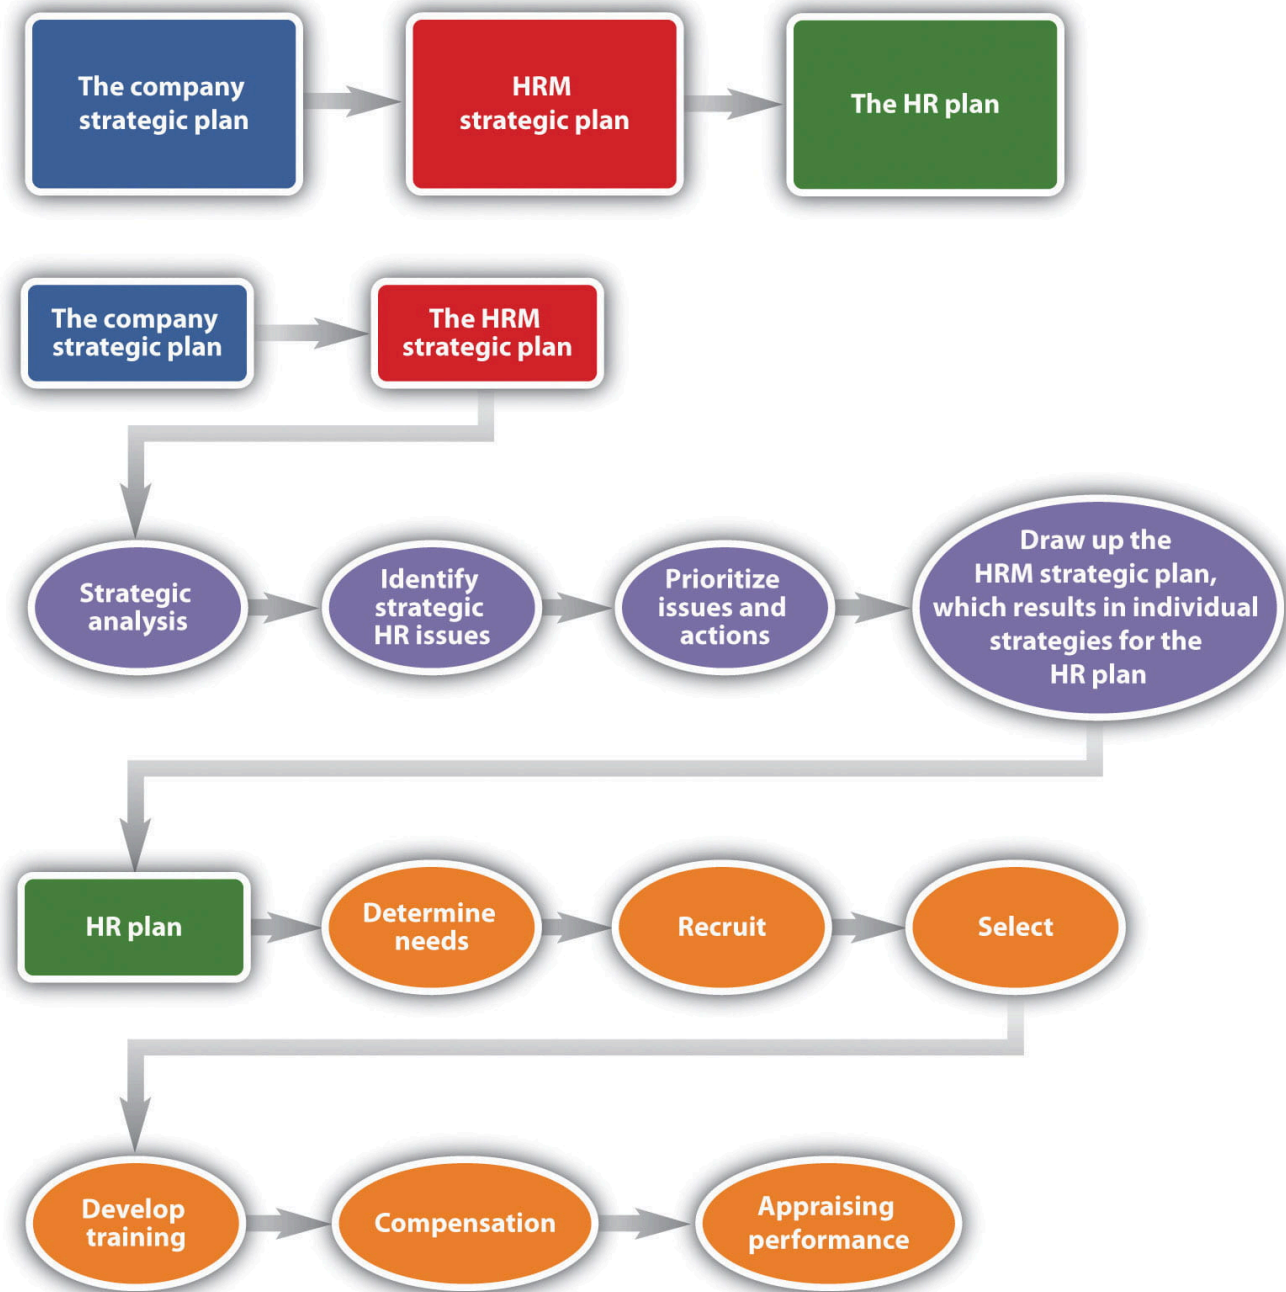 The company
strategic plan
HRM
strategic plan
The HR plan
The company
strategic plan
The HRM
strategic plan
Strategic
analysis
Identify
strategic
HR issues
Prioritize
issues and
actions
Draw up the
HRM strategic plan,
which results in individual
strategies for the
HR plan
HR plan
Determine
needs
Recruit
Select
Develop
training
Compensation
Appraising
performance